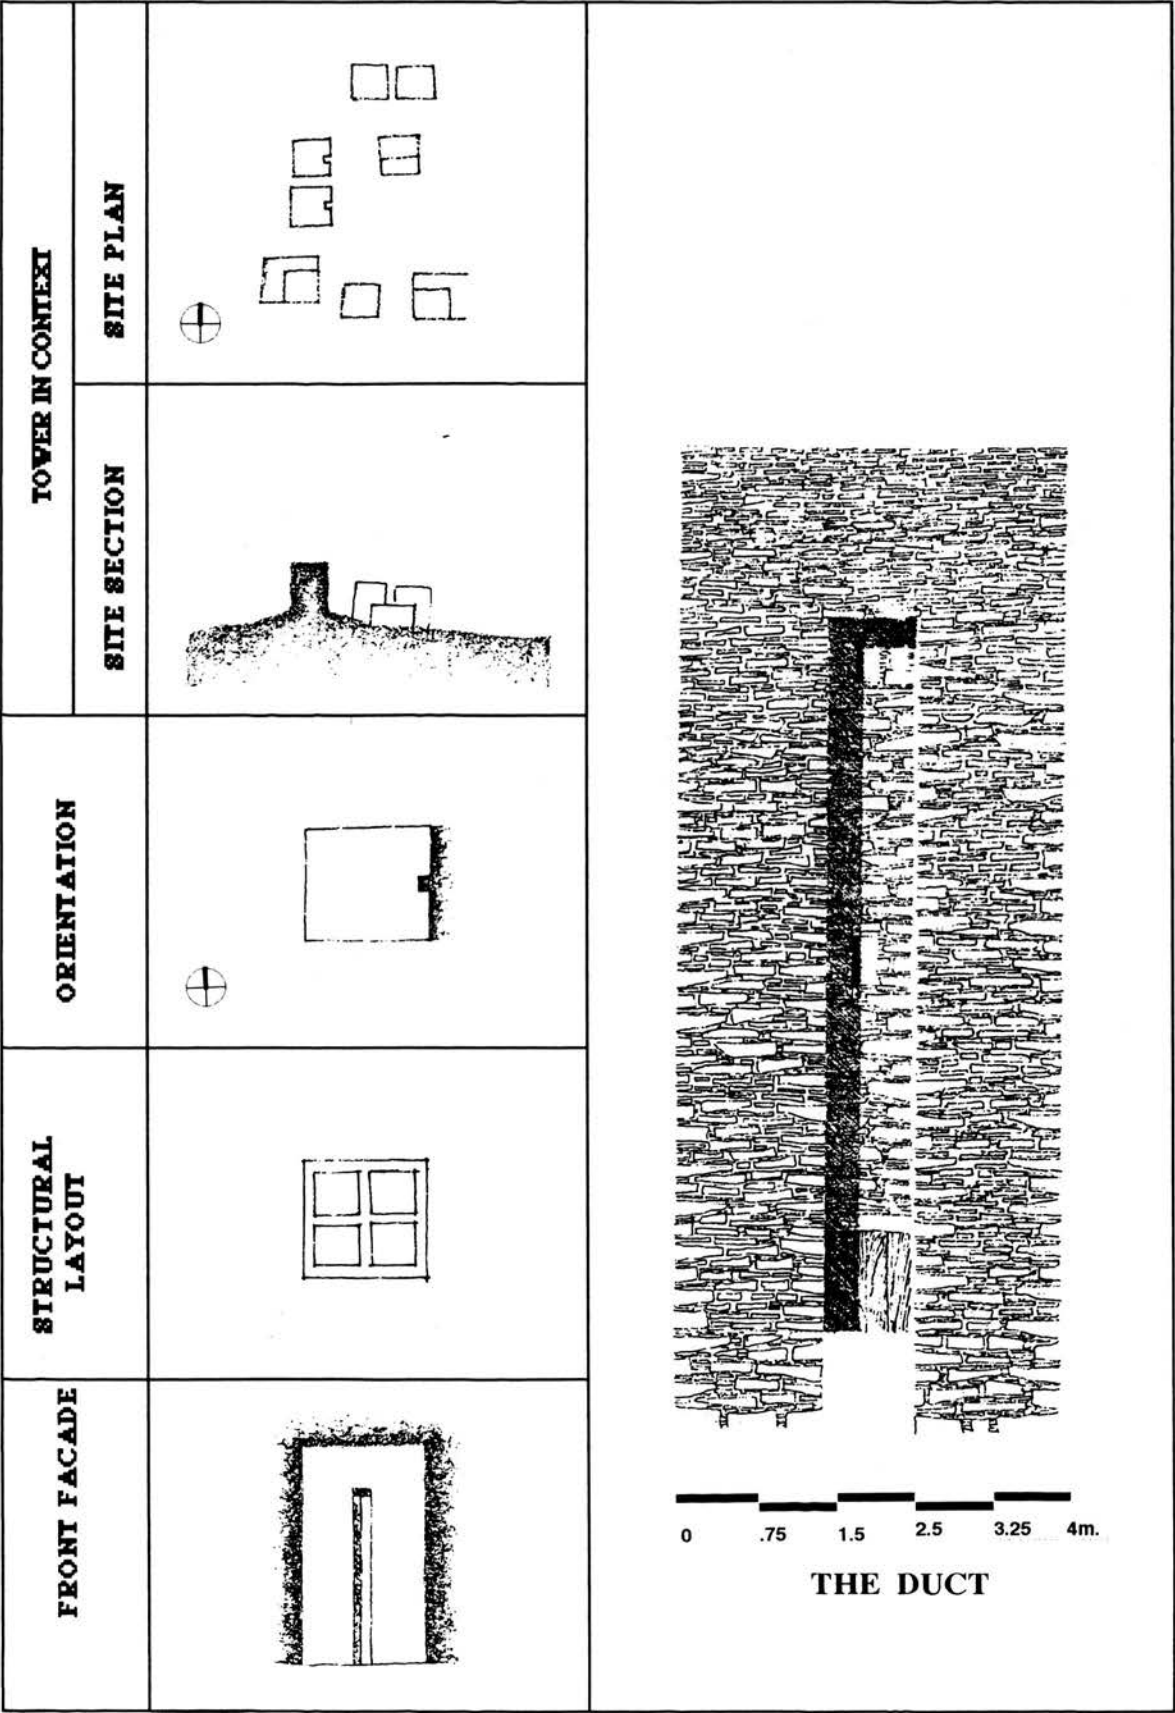 TOWER IN CONTEXT
SITE PLAN
SITE SECTION
ORIENTATION
STRUCTURAL
LAYOUT
FRONT FACADE
0 .75 1.5 2.5 3.25 4m.
THE DUCT